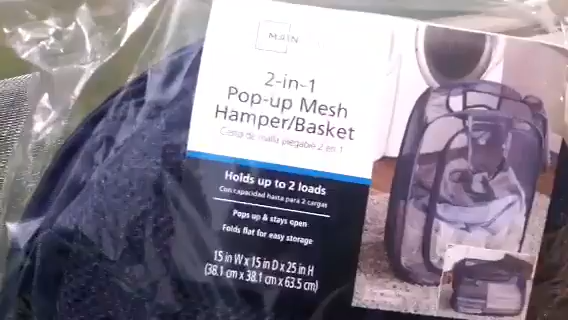 MAIN
2-in-1
Pop-up Mesh
Hamper/Basket
Cesta de malla plegable 2 en 1
Holds up to 2 loads
Con capacidad hasta para 2 cargas
Pops up & stays open
Folds flat for easy storage
15 in W x 15 in D x 25 in H
(38.1 cm x 38.1 cm x 63.5 cm)